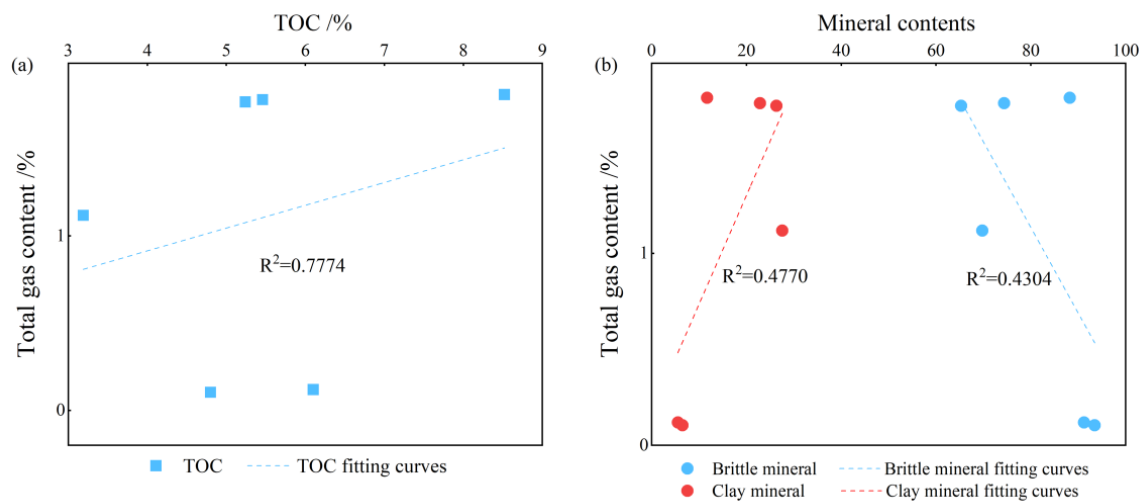 TOC /%
3 4 5 6 7 8 9
(a)
Total gas content /%
1
0
R²=0.7774
TOC
TOC fitting curves
Mineral contents
0 20 40 60 80 100
(b)
Total gas content /%
1
0
R²=0.4770
R²=0.4304
Brittle mineral
Brittle mineral fitting curves
Clay mineral
Clay mineral fitting curves